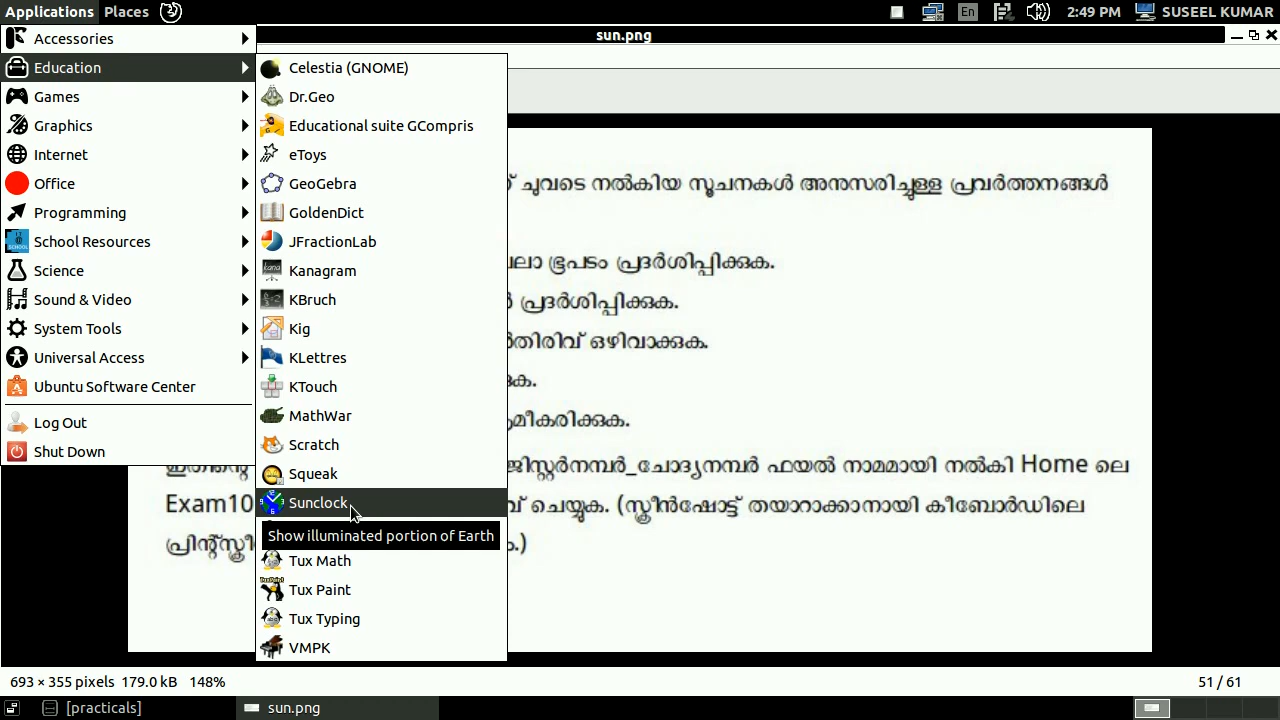 Applications Places En 2:49 PM SUSEEL KUMAR
sun.png
Accessories
Education
Games
Graphics
Internet
Office
Programming
School Resources
Science
Sound & Video
System Tools
Universal Access
Ubuntu Software Center
Log Out
Shut Down
Celestia (GNOME)
Dr.Geo
Educational suite GCompris
eToys
GeoGebra
GoldenDict
JFractionLab
Kanagram
KBruch
Kig
KLettres
KTouch
MathWar
Scratch
Squeak
Sunclock
Show illuminated portion of Earth
Tux Math
Tux Paint
Tux Typing
VMPK
ചുവടെ നൽകിയ സൂചനകൾ അനുസരിച്ചുള്ള പ്രവർത്തനങ്ങൾ
ഭൂപടം പ്രദർശിപ്പിക്കുക.
പ്രദർശിപ്പിക്കുക.
ഒഴിവാക്കുക.
ഫയൽ നാമമായി നൽകി Home ലെ
Exam10
ചെയ്യുക. (സ്ക്രീൻഷോട്ട് തയാറാക്കാനായി കീബോർഡിലെ
693 × 355 pixels 179.0 kB 148% 51 / 61
[practicals] sun.png